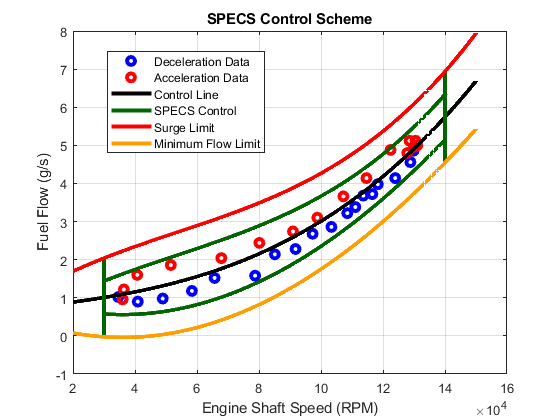 SPECS Control Scheme
8
7
6
5
4
3
2
1
0
-1
Fuel Flow (g/s)
Deceleration Data
Acceleration Data
Control Line
SPECS Control
Surge Limit
Minimum Flow Limit
2 4 6 8 10 12 14 16
×10⁴
Engine Shaft Speed (RPM)